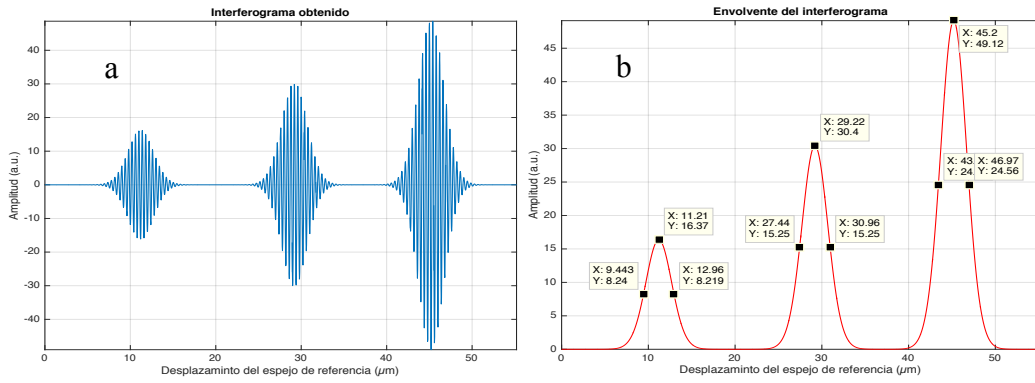 Interferograma obtenido
a
Amplitud (a.u.)
40
30
20
10
0
-10
-20
-30
-40
0
10
20
30
40
50
Desplazaminto del espejo de referencia (µm)
Envolvente del interferograma
b
Amplitud (a.u.)
45
40
35
30
25
20
15
10
5
0
X: 45.2
Y: 49.12
X: 29.22
Y: 30.4
X: 43.
Y: 24.
X: 46.97
Y: 24.56
X: 11.21
Y: 16.37
X: 27.44
Y: 15.25
X: 30.96
Y: 15.25
X: 9.443
Y: 8.24
X: 12.96
Y: 8.219
0
10
20
30
40
50
Desplazaminto del espejo de referencia (µm)